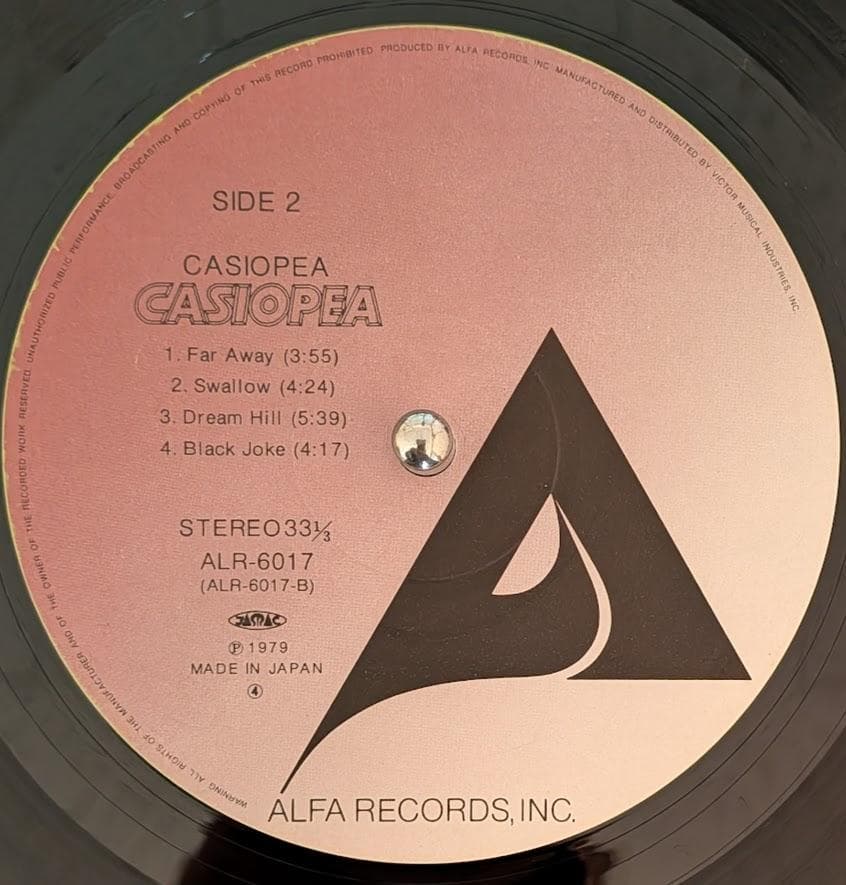 SIDE 2
CASIOPEA
CASIOPEA
1. Far Away (3:55)
2. Swallow (4:24)
3. Dream Hill (5:39)
4. Black Joke (4:17)
STEREO 33⅓
ALR-6017
(ALR-6017-B)
JASRAC
Ⓟ 1979
MADE IN JAPAN
④
ALFA RECORDS, INC.
WARNING. ALL RIGHTS OF THE MANUFACTURER AND OF THE OWNER OF THE RECORDED WORK RESERVED. UNAUTHORIZED PUBLIC PERFORMANCE, BROADCASTING AND COPYING OF THIS RECORD PROHIBITED. PRODUCED BY ALFA RECORDS, INC. MANUFACTURED AND DISTRIBUTED BY VICTOR MUSICAL INDUSTRIES, INC.